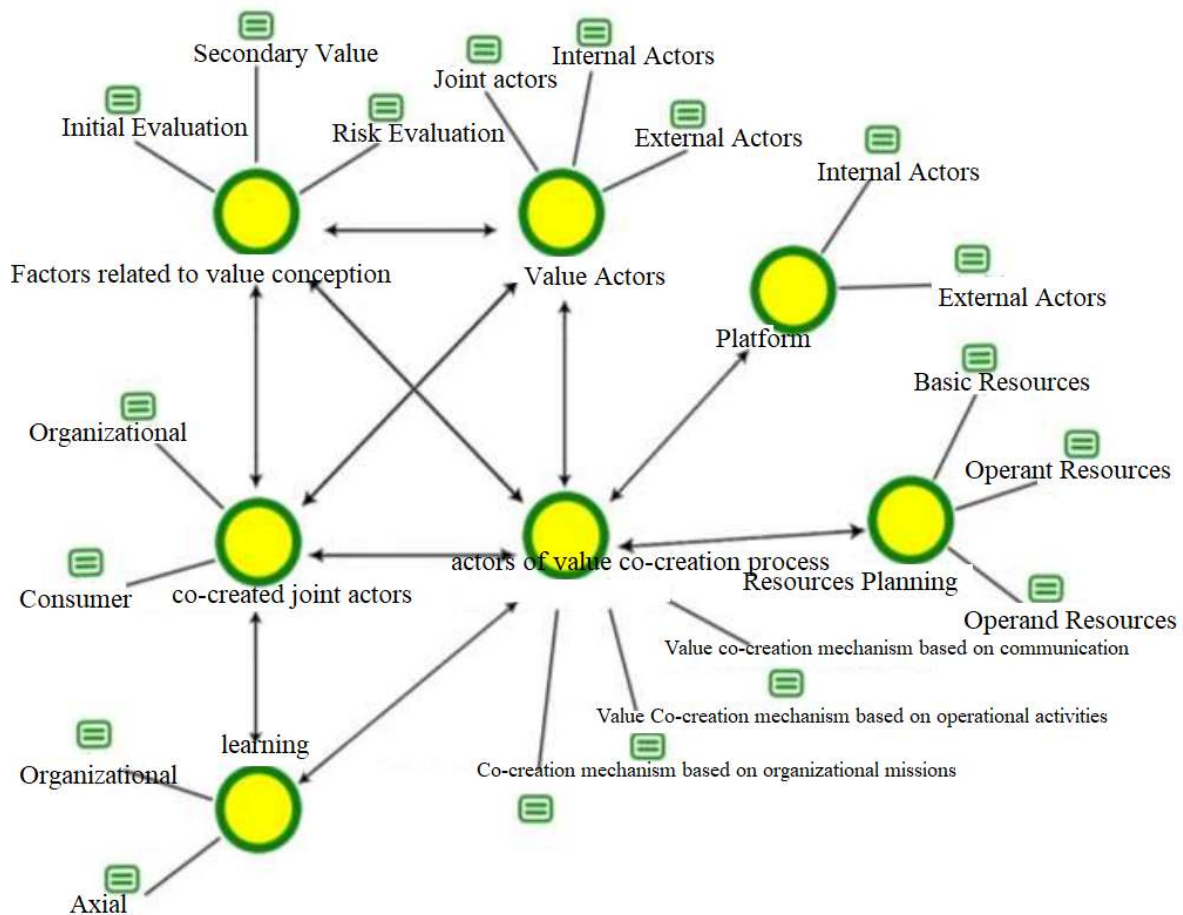 Secondary Value
Initial Evaluation
Risk Evaluation
Joint actors
Internal Actors
External Actors
Internal Actors
External Actors
Factors related to value conception
Value Actors
Platform
Basic Resources
Operant Resources
Operand Resources
Organizational
Consumer
co-created joint actors
actors of value co-creation process
Resources Planning
Value co-creation mechanism based on communication
Value Co-creation mechanism based on operational activities
Co-creation mechanism based on organizational missions
learning
Organizational
Axial